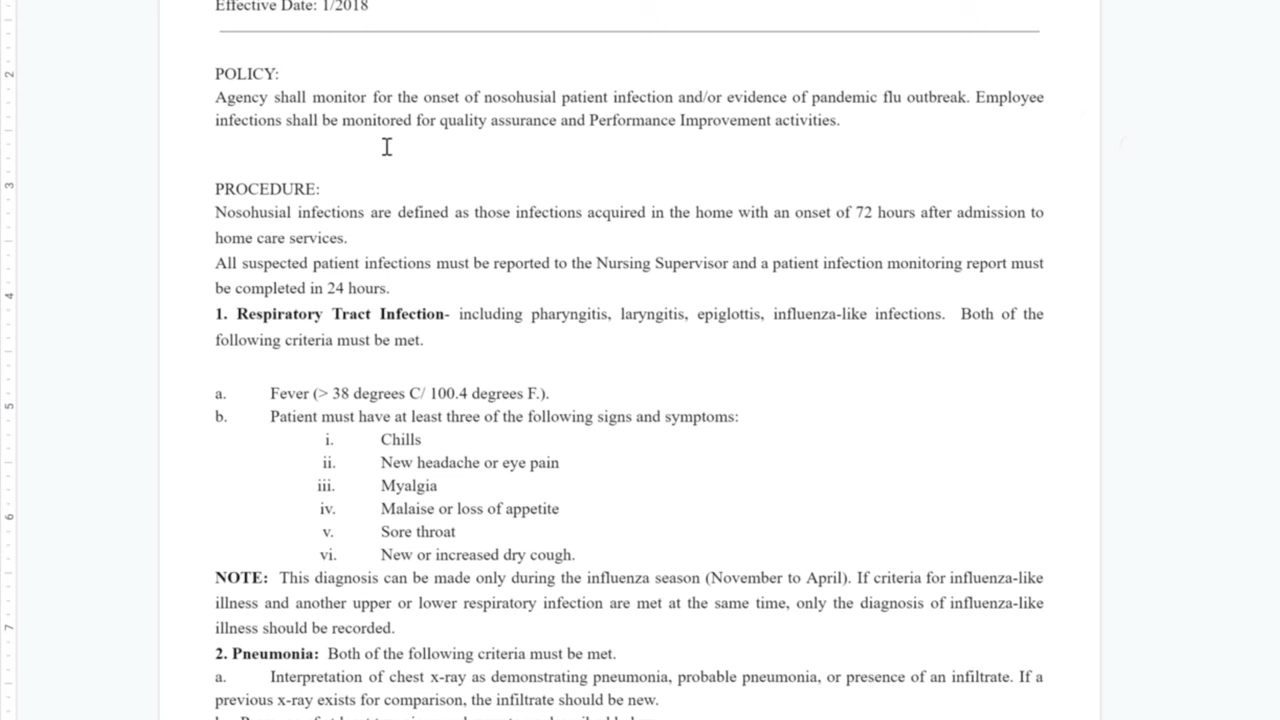 Effective Date: 1/2018
POLICY:
Agency shall monitor for the onset of nosohusial patient infection and/or evidence of pandemic flu outbreak. Employee
infections shall be monitored for quality assurance and Performance Improvement activities.
PROCEDURE:
Nosohusial infections are defined as those infections acquired in the home with an onset of 72 hours after admission to
home care services.
All suspected patient infections must be reported to the Nursing Supervisor and a patient infection monitoring report must
be completed in 24 hours.
1. Respiratory Tract Infection- including pharyngitis, laryngitis, epiglottis, influenza-like infections. Both of the
following criteria must be met.
a. Fever (> 38 degrees C/ 100.4 degrees F.).
b. Patient must have at least three of the following signs and symptoms:
i. Chills
ii. New headache or eye pain
iii. Myalgia
iv. Malaise or loss of appetite
v. Sore throat
vi. New or increased dry cough.
NOTE: This diagnosis can be made only during the influenza season (November to April). If criteria for influenza-like
illness and another upper or lower respiratory infection are met at the same time, only the diagnosis of influenza-like
illness should be recorded.
2. Pneumonia: Both of the following criteria must be met.
a. Interpretation of chest x-ray as demonstrating pneumonia, probable pneumonia, or presence of an infiltrate. If a
previous x-ray exists for comparison, the infiltrate should be new.
2
3
4
5
6
7